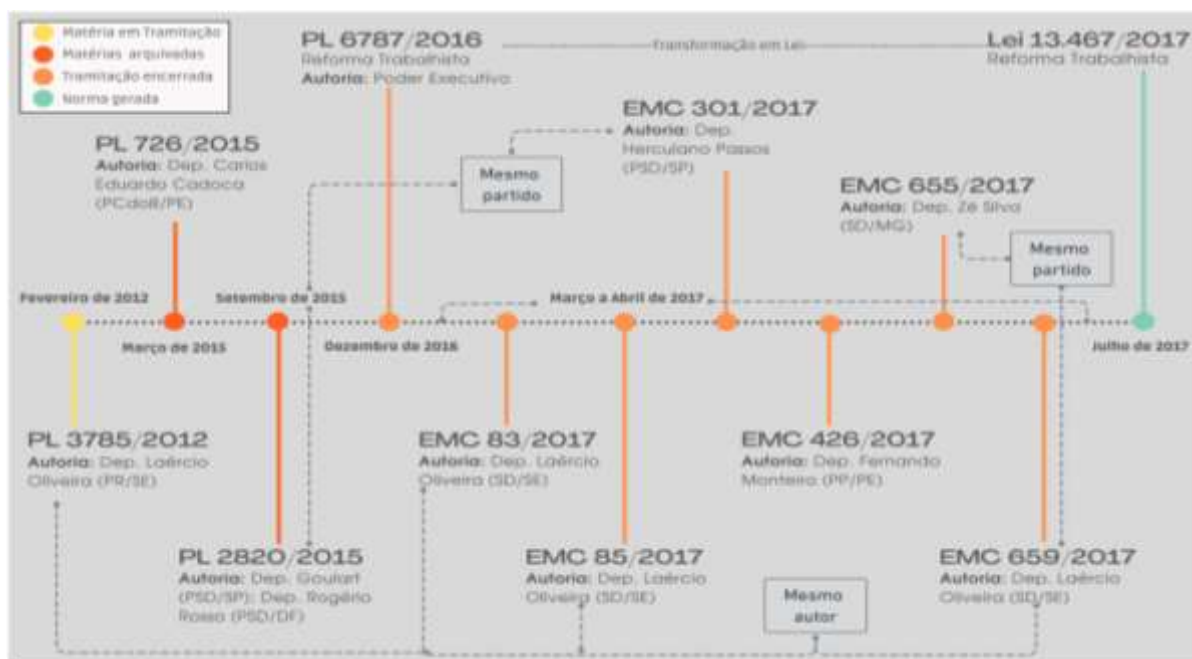 Matéria em Tramitação
Matérias arquivadas
Tramitação encerrada
Norma gerada
PL 6787/2016
Reforma Trabalhista
Autoria: Poder Executivo
Transformação em Lei
Lei 13.467/2017
Reforma Trabalhista
PL 726/2015
Autoria: Dep. Carlos
Eduardo Cadoca
(PCdoB/PE)
Mesmo
partido
EMC 301/2017
Autoria: Dep.
Herculano Passos
(PSD/SP)
EMC 655/2017
Autoria: Dep. Zé Silva
(SD/MG)
Mesmo
partido
Fevereiro de 2012
Março de 2015
Setembro de 2015
Dezembro de 2016
Março a Abril de 2017
Julho de 2017
PL 3785/2012
Autoria: Dep. Laércio
Oliveira (PR/SE)
EMC 83/2017
Autoria: Dep. Laércio
Oliveira (SD/SE)
EMC 426/2017
Autoria: Dep. Fernando
Monteiro (PP/PE)
PL 2820/2015
Autoria: Dep. Goulart
(PSD/SP); Dep. Rogério
Rosso (PSD/DF)
EMC 85/2017
Autoria: Dep. Laércio
Oliveira (SD/SE)
Mesmo
autor
EMC 659/2017
Autoria: Dep. Laércio
Oliveira (SD/SE)